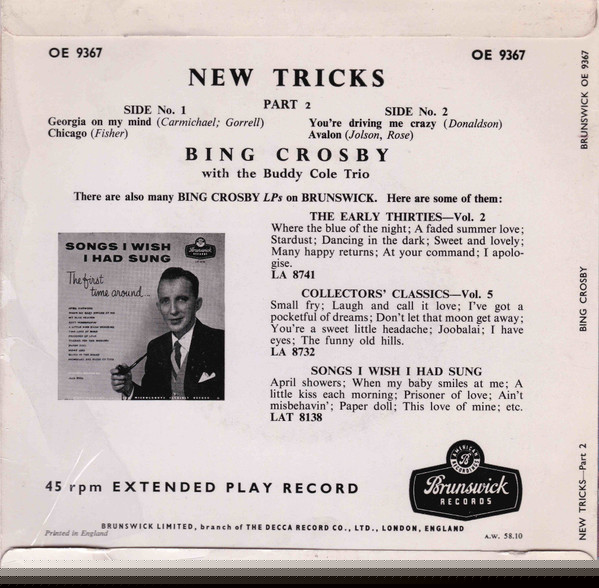 OE 9367
OE 9367
NEW TRICKS
PART 2
SIDE No. 1
Georgia on my mind (Carmichael; Gorrell)
Chicago (Fisher)
SIDE No. 2
You're driving me crazy (Donaldson)
Avalon (Jolson, Rose)
BING CROSBY
with the Buddy Cole Trio
There are also many BING CROSBY LPs on BRUNSWICK. Here are some of them:
SONGS I WISH
I HAD SUNG
The first
time around...
Brunswick
THE EARLY THIRTIES—Vol. 2
Where the blue of the night; A faded summer love;
Stardust; Dancing in the dark; Sweet and lovely;
Many happy returns; At your command; I apolo-
gise.
LA 8741
COLLECTORS' CLASSICS—Vol. 5
Small fry; Laugh and call it love; I've got a
pocketful of dreams; Don't let that moon get away;
You're a sweet little headache; Joobalai; I have
eyes; The funny old hills.
LA 8732
SONGS I WISH I HAD SUNG
April showers; When my baby smiles at me; A
little kiss each morning; Prisoner of love; Ain't
misbehavin'; Paper doll; This love of mine; etc.
LAT 8138
45 rpm EXTENDED PLAY RECORD
AMERICAN
RECORDINGS
B
Brunswick
RECORDS
BRUNSWICK LIMITED, branch of THE DECCA RECORD CO., LTD., LONDON, ENGLAND
Printed in England
A.W. 58.10
BRUNSWICK OE 9367
BING CROSBY
NEW TRICKS—Part 2